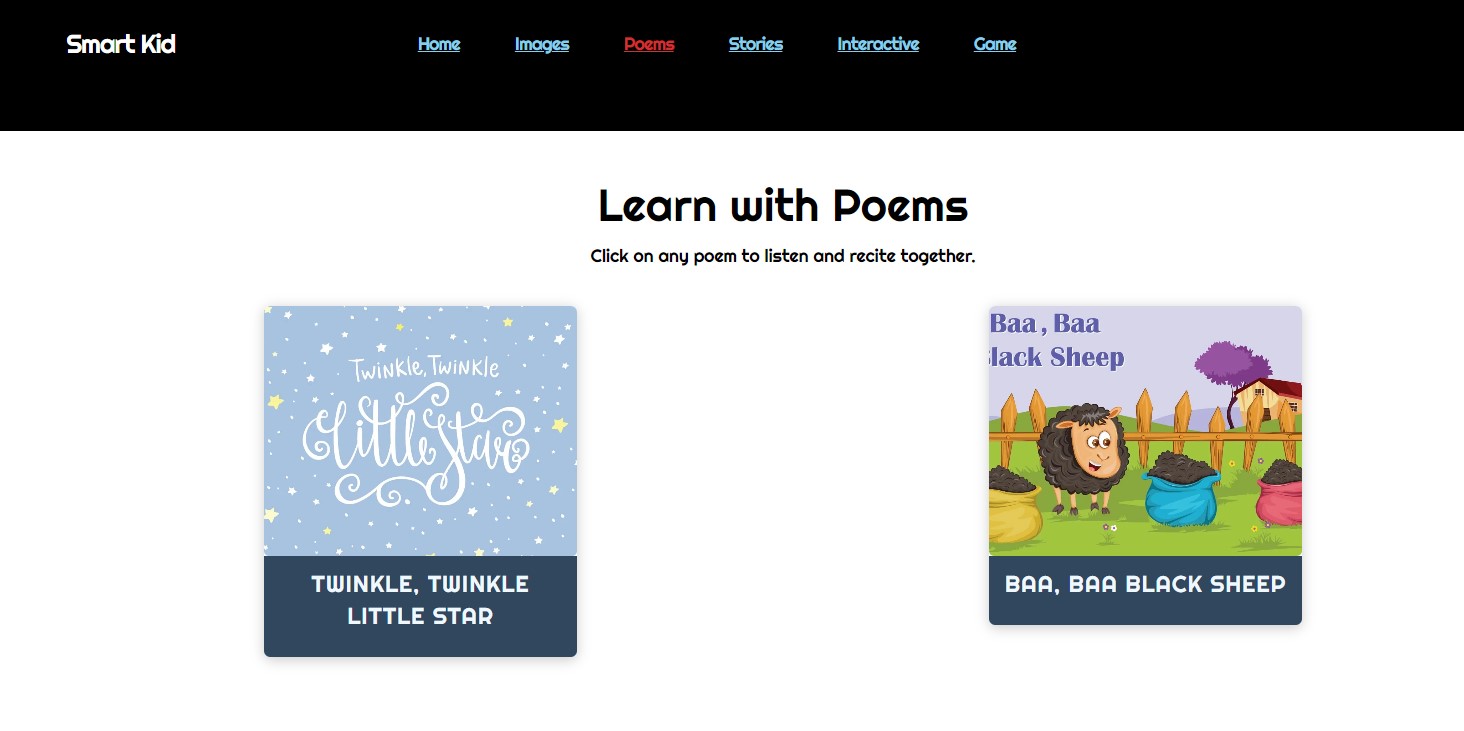 Smart Kid
Home Images Poems Stories Interactive Game
Learn with Poems
Click on any poem to listen and recite together.
Twinkle, Twinkle
Little Star
TWINKLE, TWINKLE
LITTLE STAR
Baa, Baa
lack Sheep
BAA, BAA BLACK SHEEP